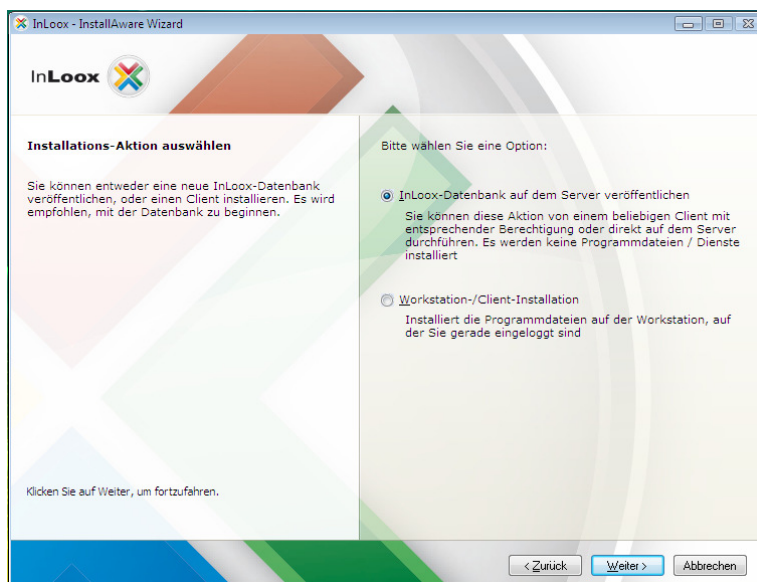 InLoox - InstallAware Wizard
InLoox
Installations-Aktion auswählen
Sie können entweder eine neue InLoox-Datenbank
veröffentlichen, oder einen Client installieren. Es wird
empfohlen, mit der Datenbank zu beginnen.
Klicken Sie auf Weiter, um fortzufahren.
Bitte wählen Sie eine Option:
InLoox-Datenbank auf dem Server veröffentlichen
Sie können diese Aktion von einem beliebigen Client mit
entsprechender Berechtigung oder direkt auf dem Server
durchführen. Es werden keine Programmdateien / Dienste
installiert
Workstation-/Client-Installation
Installiert die Programmdateien auf der Workstation, auf
der Sie gerade eingeloggt sind
< Zurück
Weiter >
Abbrechen